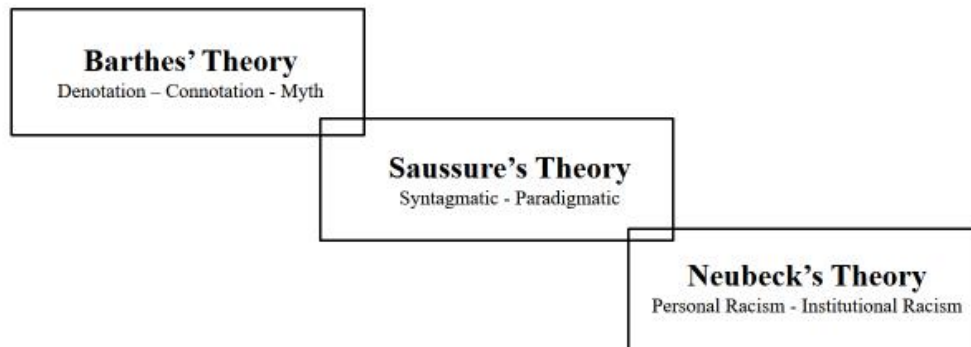 Barthes’ Theory
Denotation – Connotation - Myth
Saussure’s Theory
Syntagmatic - Paradigmatic
Neubeck’s Theory
Personal Racism - Institutional Racism